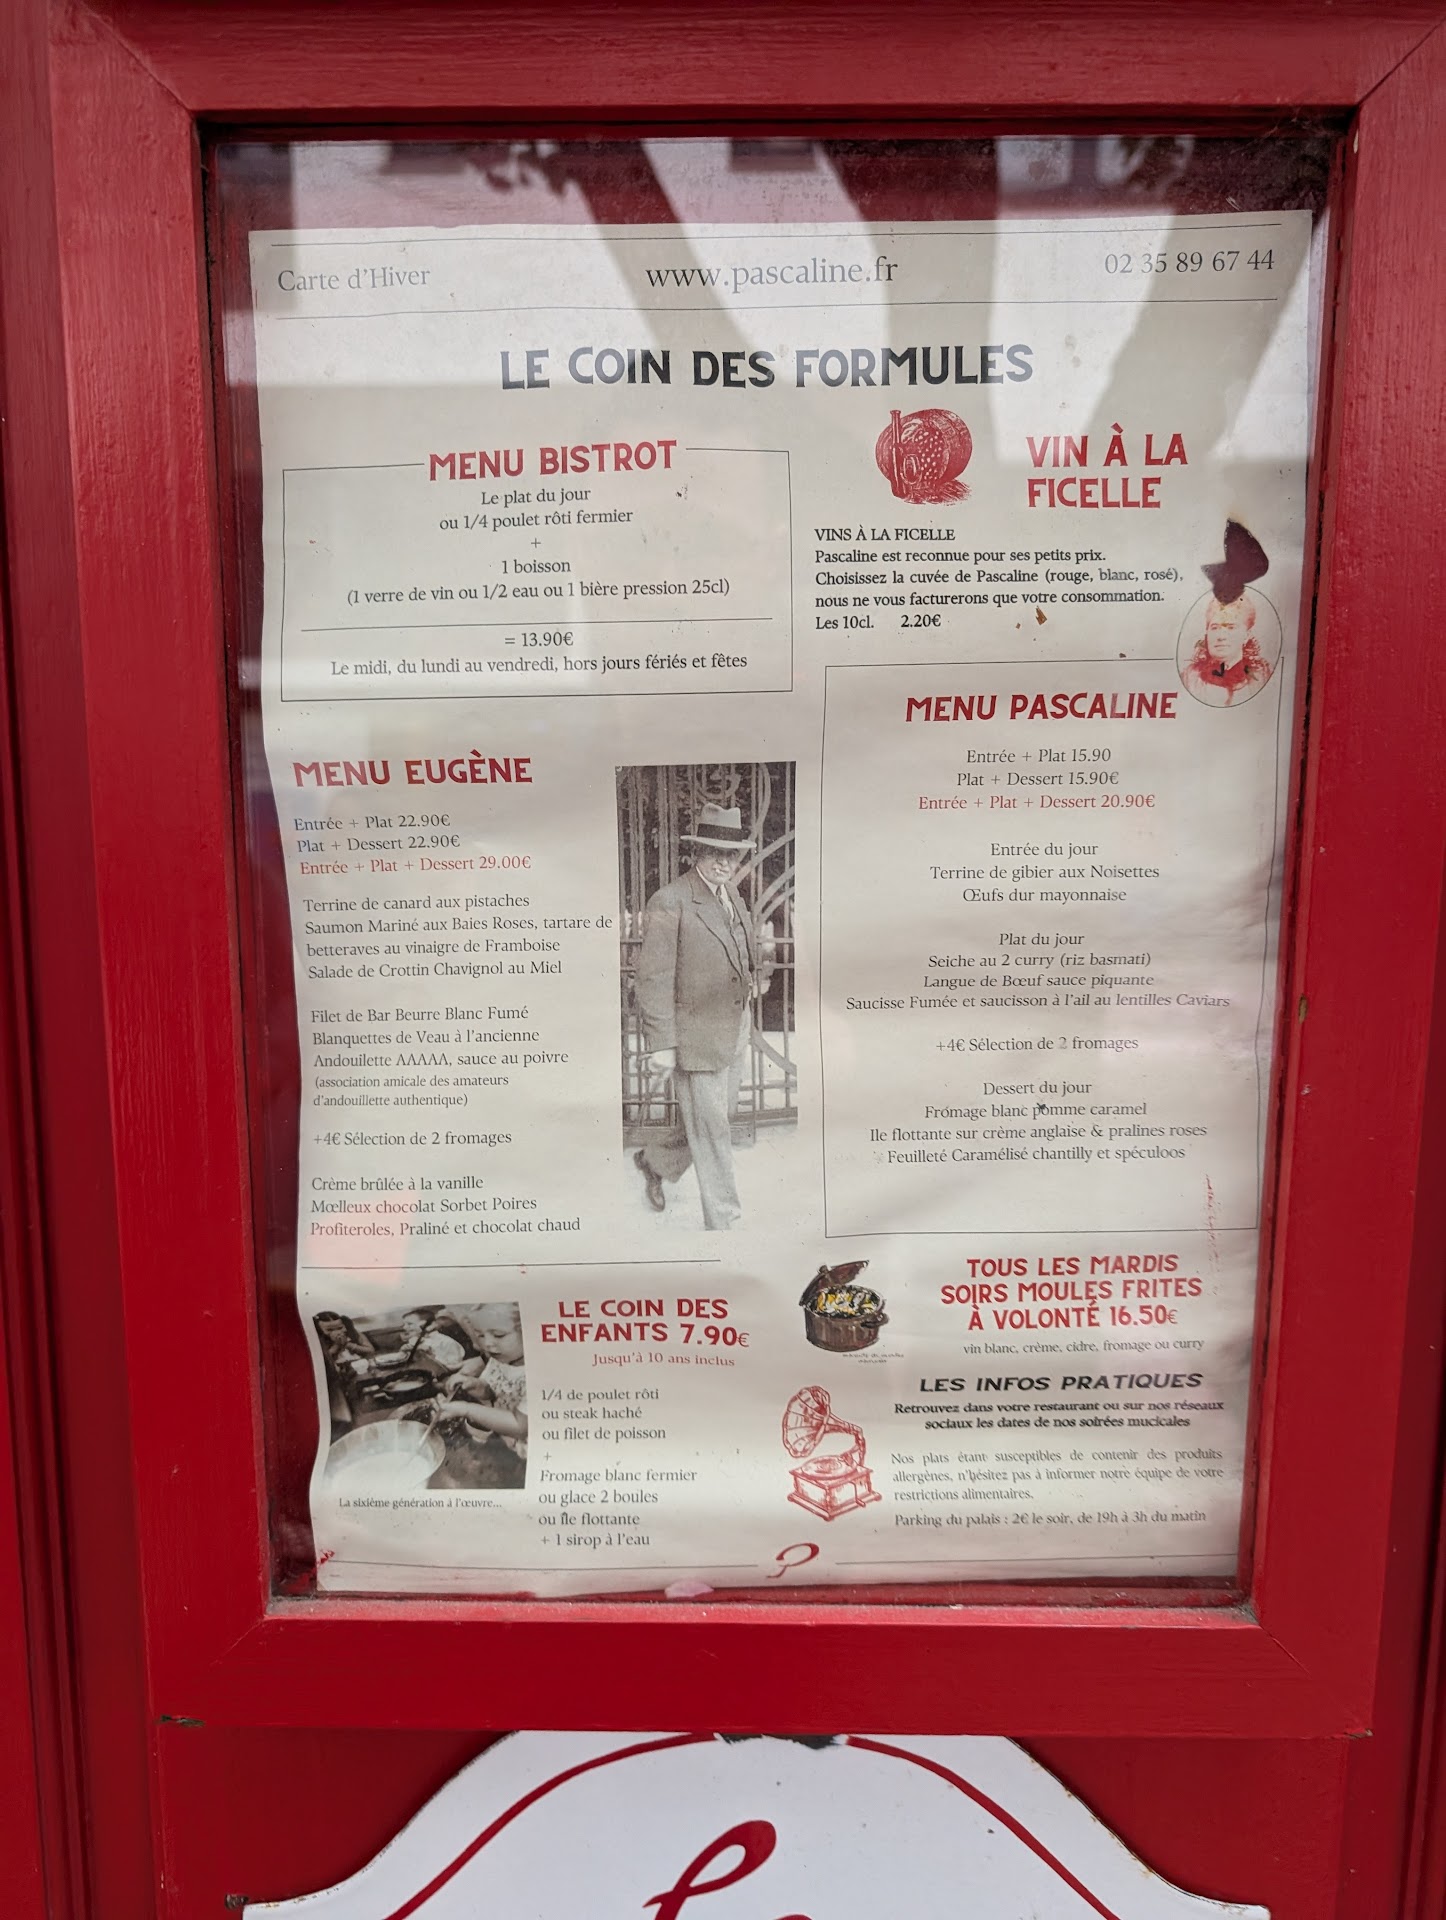 Carte d'Hiver
www.pascaline.fr
02 35 89 67 44
LE COIN DES FORMULES
MENU BISTROT
Le plat du jour
ou 1/4 poulet rôti fermier
+
1 boisson
(1 verre de vin ou 1/2 eau ou 1 bière pression 25cl)
= 13.90€
Le midi, du lundi au vendredi, hors jours fériés et fêtes
VIN À LA
FICELLE
VINS À LA FICELLE
Pascaline est reconnue pour ses petits prix.
Choisissez la cuvée de Pascaline (rouge, blanc, rosé),
nous ne vous facturerons que votre consommation.
Les 10cl. 2.20€
MENU EUGÈNE
Entrée + Plat 22.90€
Plat + Dessert 22.90€
Entrée + Plat + Dessert 29.00€
Terrine de canard aux pistaches
Saumon Mariné aux Baies Roses, tartare de
betteraves au vinaigre de Framboise
Salade de Crottin Chavignol au Miel
Filet de Bar Beurre Blanc Fumé
Blanquettes de Veau à l'ancienne
Andouilette AAAAA, sauce au poivre
(association amicale des amateurs
d'andouillette authentique)
+4€ Sélection de 2 fromages
Crème brûlée à la vanille
Mœlleux chocolat Sorbet Poires
Profiteroles, Praliné et chocolat chaud
MENU PASCALINE
Entrée + Plat 15.90
Plat + Dessert 15.90€
Entrée + Plat + Dessert 20.90€
Entrée du jour
Terrine de gibier aux Noisettes
Œufs dur mayonnaise
Plat du jour
Seiche au 2 curry (riz basmati)
Langue de Bœuf sauce piquante
Saucisse Fumée et saucisson à l'ail au lentilles Caviars
+4€ Sélection de 2 fromages
Dessert du jour
Fromage blanc pomme caramel
Ile flottante sur crème anglaise & pralines roses
Feuilleté Caramélisé chantilly et spéculoos
La sixième génération à l'œuvre...
LE COIN DES
ENFANTS 7.90€
Jusqu'à 10 ans inclus
1/4 de poulet rôti
ou steak haché
ou filet de poisson
+
Fromage blanc fermier
ou glace 2 boules
ou île flottante
+ 1 sirop à l'eau
TOUS LES MARDIS
SOIRS MOULES FRITES
À VOLONTÉ 16.50€
vin blanc, crème, cidre, fromage ou curry
LES INFOS PRATIQUES
Retrouvez dans votre restaurant ou sur nos réseaux
sociaux les dates de nos soirées mucicales
Nos plats étant susceptibles de contenir des produits
allergènes, n'hésitez pas à informer notre équipe de votre
restrictions alimentaires.
Parking du palais : 2€ le soir, de 19h à 3h du matin